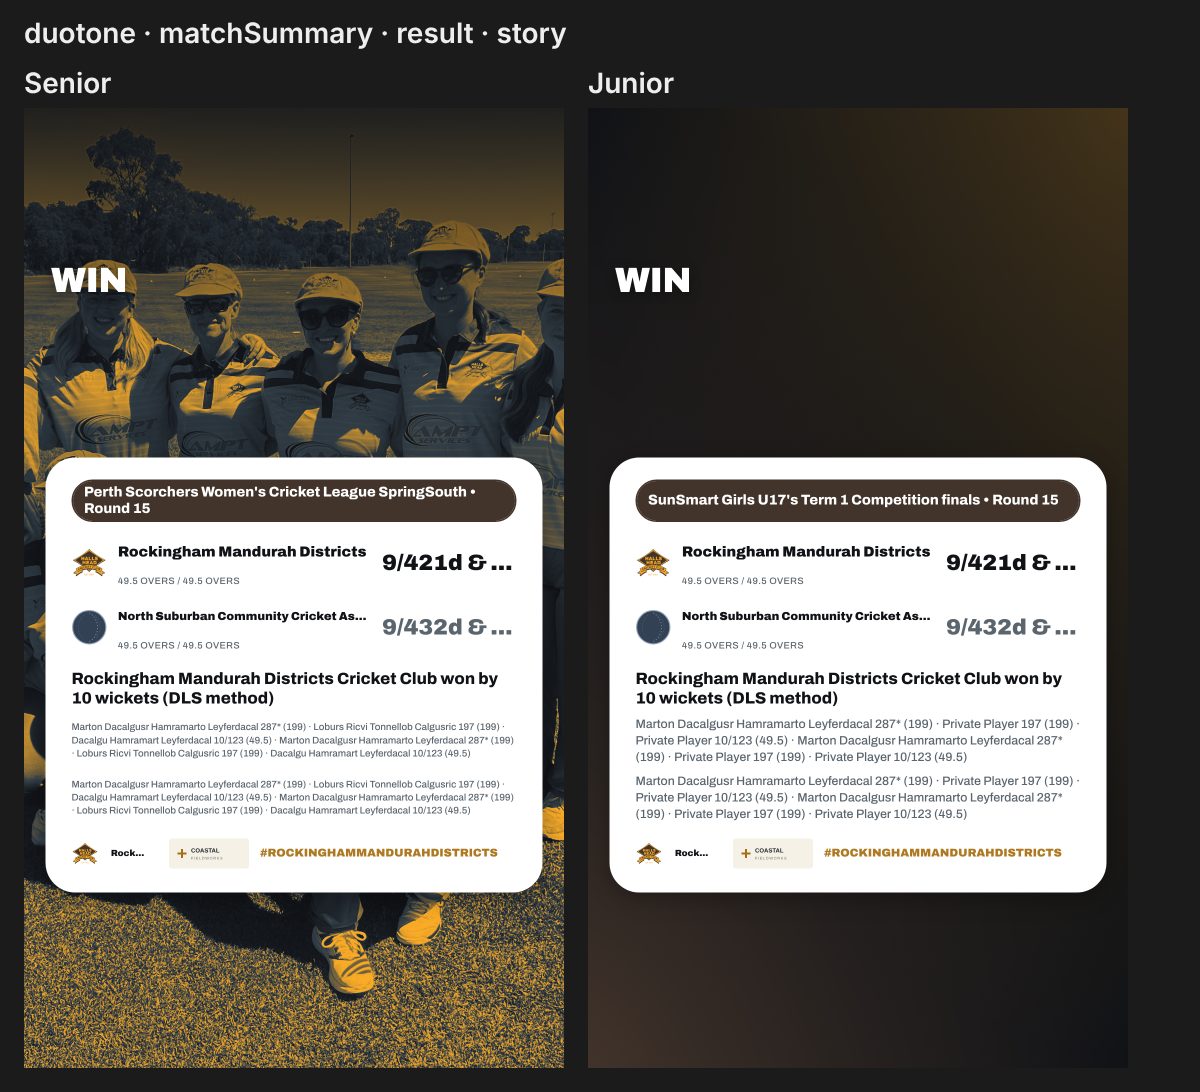 duotone · matchSummary · result · story
Senior
WIN
AMPT
SERVICES
AMPT
SERVICES
Perth Scorchers Women's Cricket League SpringSouth •
Round 15
HALLS
HEAD
Rockingham Mandurah Districts
9/421d & ...
49.5 OVERS / 49.5 OVERS
North Suburban Community Cricket As...
9/432d & ...
49.5 OVERS / 49.5 OVERS
Rockingham Mandurah Districts Cricket Club won by
10 wickets (DLS method)
Marton Dacalgusr Hamramarto Leyferdacal 287* (199) · Loburs Ricvi Tonnellob Calgusric 197 (199) ·
Dacalgu Hamramart Leyferdacal 10/123 (49.5) · Marton Dacalgusr Hamramarto Leyferdacal 287* (199)
· Loburs Ricvi Tonnellob Calgusric 197 (199) · Dacalgu Hamramart Leyferdacal 10/123 (49.5)
Marton Dacalgusr Hamramarto Leyferdacal 287* (199) · Loburs Ricvi Tonnellob Calgusric 197 (199) ·
Dacalgu Hamramart Leyferdacal 10/123 (49.5) · Marton Dacalgusr Hamramarto Leyferdacal 287* (199)
· Loburs Ricvi Tonnellob Calgusric 197 (199) · Dacalgu Hamramart Leyferdacal 10/123 (49.5)
Rock...
COASTAL
FIELDWORKS
#ROCKINGHAMMANDURAHDISTRICTS
Junior
WIN
SunSmart Girls U17's Term 1 Competition finals • Round 15
HALLS
HEAD
Rockingham Mandurah Districts
9/421d & ...
49.5 OVERS / 49.5 OVERS
North Suburban Community Cricket As...
9/432d & ...
49.5 OVERS / 49.5 OVERS
Rockingham Mandurah Districts Cricket Club won by
10 wickets (DLS method)
Marton Dacalgusr Hamramarto Leyferdacal 287* (199) · Private Player 197 (199) ·
Private Player 10/123 (49.5) · Marton Dacalgusr Hamramarto Leyferdacal 287*
(199) · Private Player 197 (199) · Private Player 10/123 (49.5)
Marton Dacalgusr Hamramarto Leyferdacal 287* (199) · Private Player 197 (199) ·
Private Player 10/123 (49.5) · Marton Dacalgusr Hamramarto Leyferdacal 287*
(199) · Private Player 197 (199) · Private Player 10/123 (49.5)
Rock...
COASTAL
FIELDWORKS
#ROCKINGHAMMANDURAHDISTRICTS